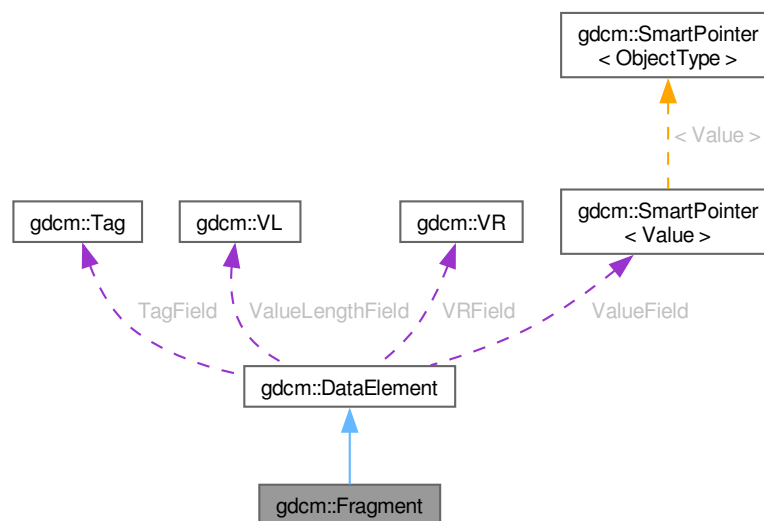 gdcm::SmartPointer
< ObjectType >
< Value >
gdcm::Tag
gdcm::VL
gdcm::VR
gdcm::SmartPointer
< Value >
TagField
ValueLengthField
VRField
ValueField
gdcm::DataElement
gdcm::Fragment